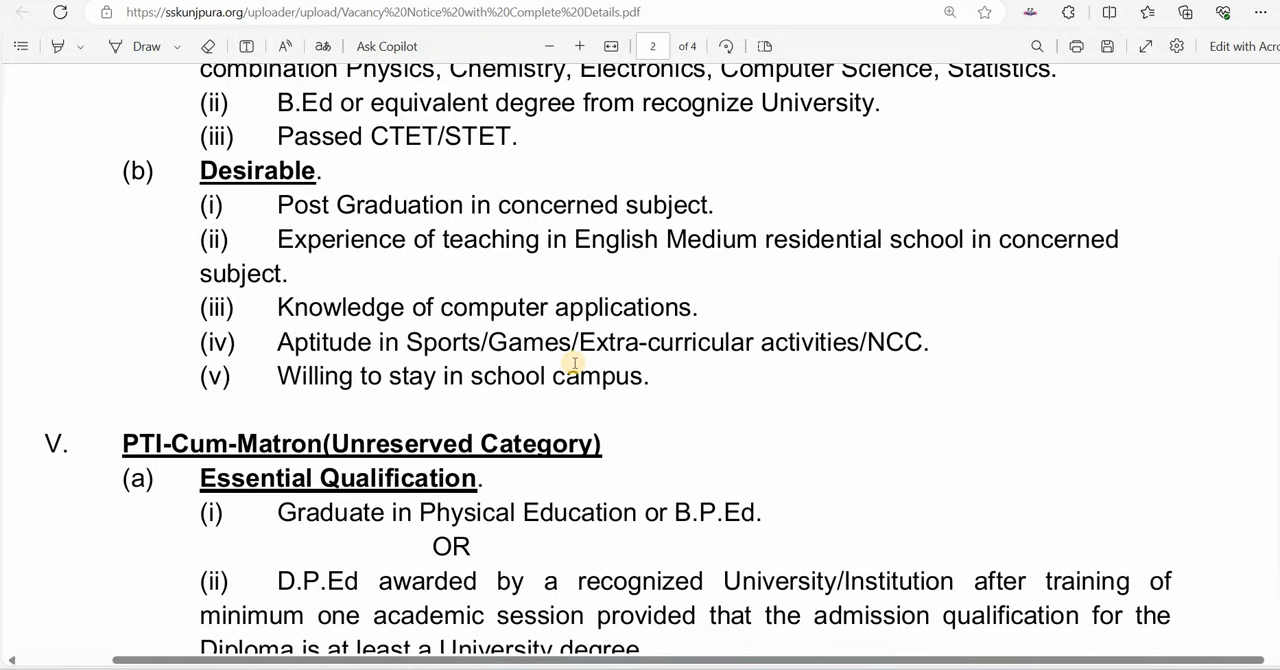 https://sskunjpura.org/uploader/upload/Vacancy%20Notice%20with%20Complete%20Details.pdf
Draw Ask Copilot 2 of 4 Edit with Acro
combination Physics, Chemistry, Electronics, Computer Science, Statistics.
(ii) B.Ed or equivalent degree from recognize University.
(iii) Passed CTET/STET.
(b) Desirable.
(i) Post Graduation in concerned subject.
(ii) Experience of teaching in English Medium residential school in concerned
subject.
(iii) Knowledge of computer applications.
(iv) Aptitude in Sports/Games/Extra-curricular activities/NCC.
(v) Willing to stay in school campus.
V. PTI-Cum-Matron(Unreserved Category)
(a) Essential Qualification.
(i) Graduate in Physical Education or B.P.Ed.
OR
(ii) D.P.Ed awarded by a recognized University/Institution after training of
minimum one academic session provided that the admission qualification for the
Diploma is at least a University degree